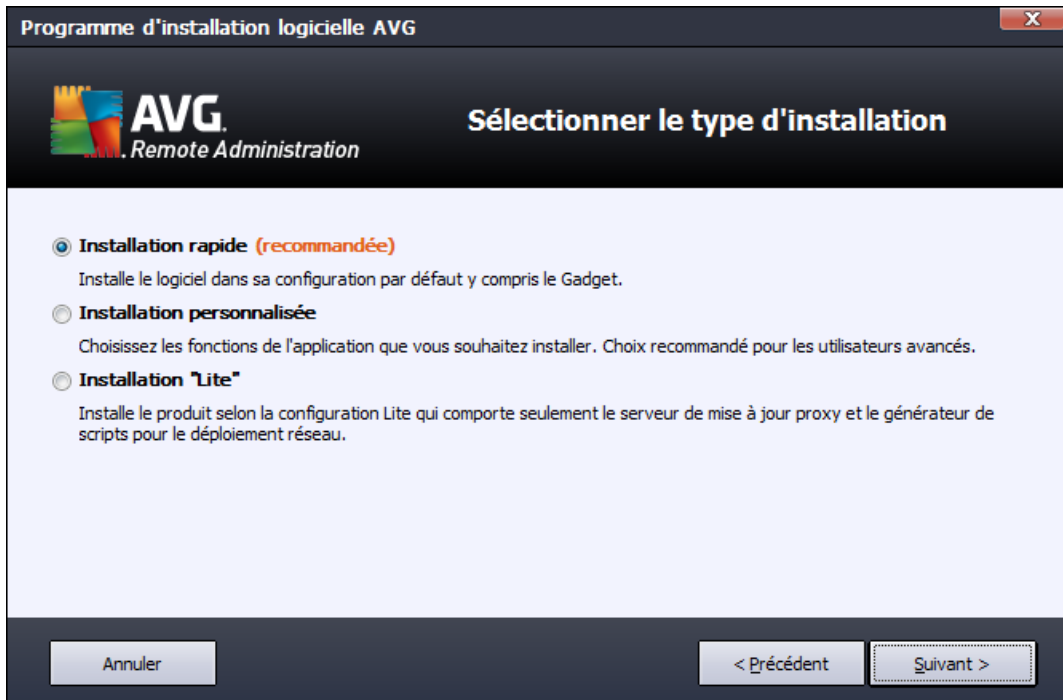 Programme d'installation logicielle AVG
AVG.
Remote Administration
Sélectionner le type d'installation
Installation rapide (recommandée)
Installe le logiciel dans sa configuration par défaut y compris le Gadget.
Installation personnalisée
Choisissez les fonctions de l'application que vous souhaitez installer. Choix recommandé pour les utilisateurs avancés.
Installation "Lite"
Installe le produit selon la configuration Lite qui comporte seulement le serveur de mise à jour proxy et le générateur de
scripts pour le déploiement réseau.
Annuler
< Précédent
Suivant >